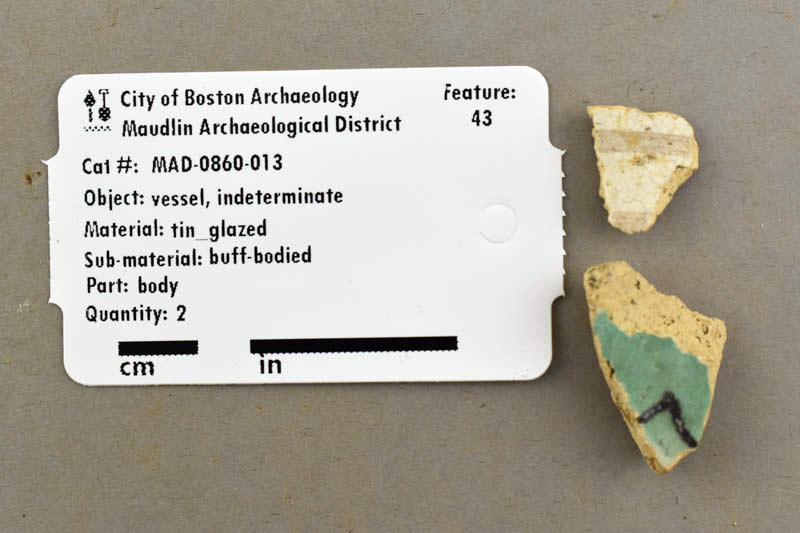 City of Boston Archaeology
Maudlin Archaeological District
Feature:
43
Cat #: MAD-0860-013
Object: vessel, indeterminate
Material: tin_glazed
Sub-material: buff-bodied
Part: body
Quantity: 2
cm
in